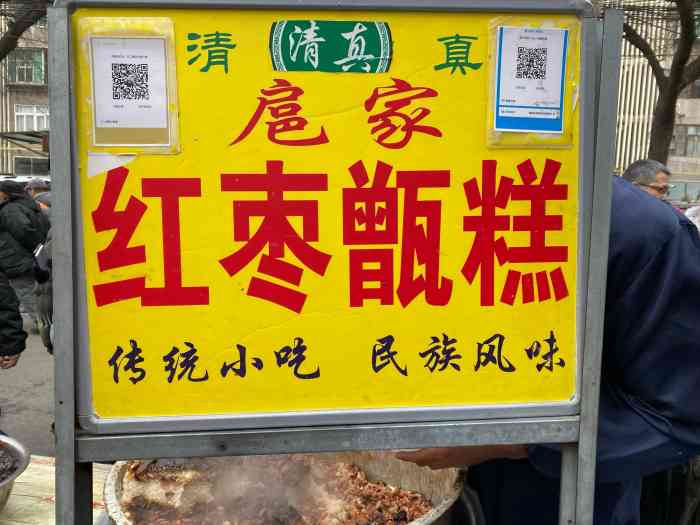 清 清真 真
扈家
红枣甑糕
传统小吃 民族风味